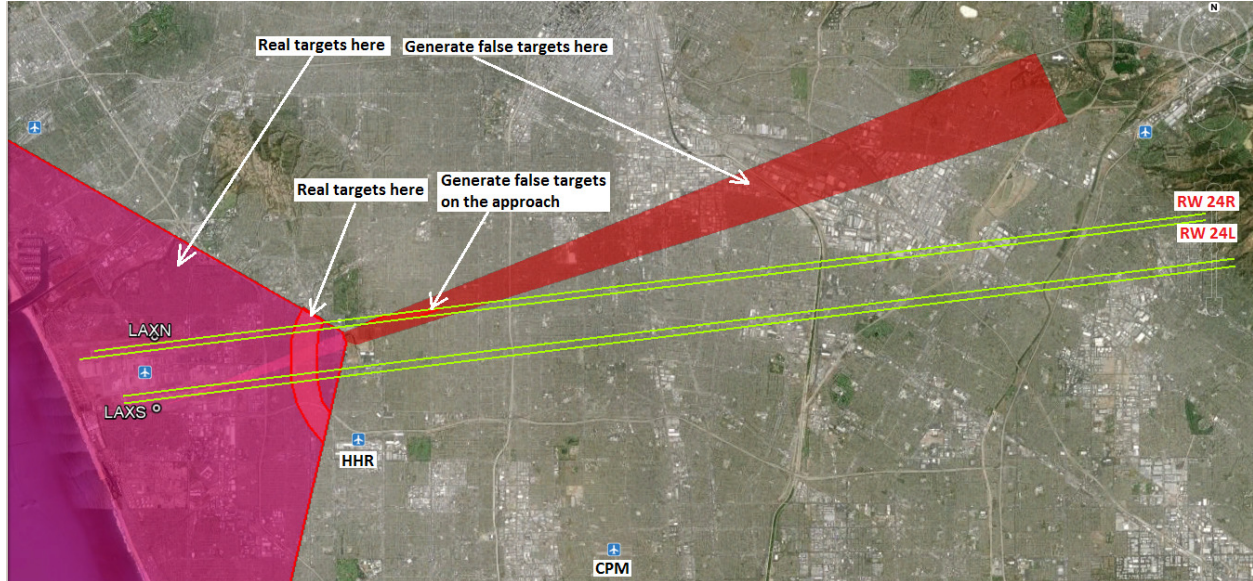 Real targets here
Generate false targets here
N
Real targets here
Generate false targets
on the approach
RW 24R
RW 24L
LAXN
LAXS
HHR
CPM